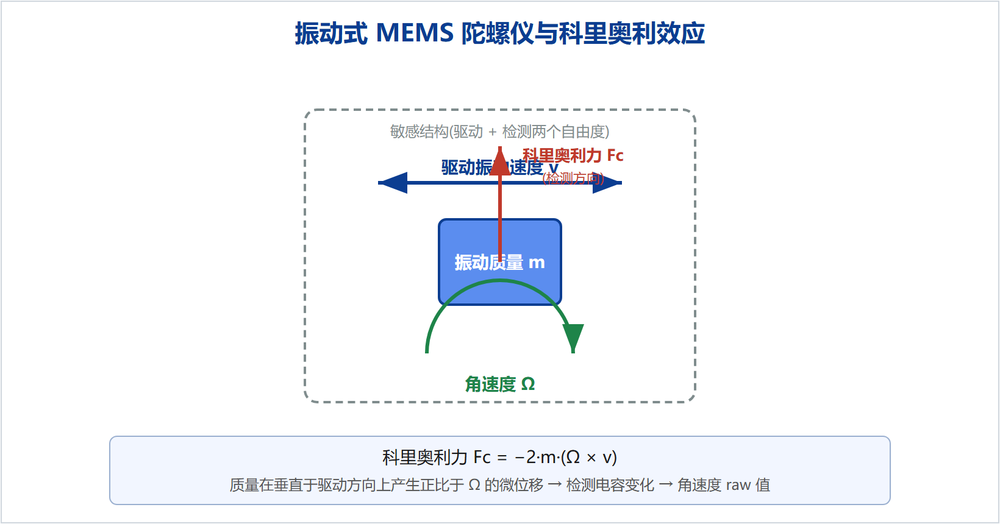 振动式 MEMS 陀螺仪与科里奥利效应
敏感结构(驱动 + 检测两个自由度)
科里奥利力 Fc
驱动振动速度 v
(检测方向)
振动质量 m
角速度 Ω
科里奥利力 Fc = −2·m·(Ω × v)
质量在垂直于驱动方向上产生正比于 Ω 的微位移 → 检测电容变化 → 角速度 raw 值